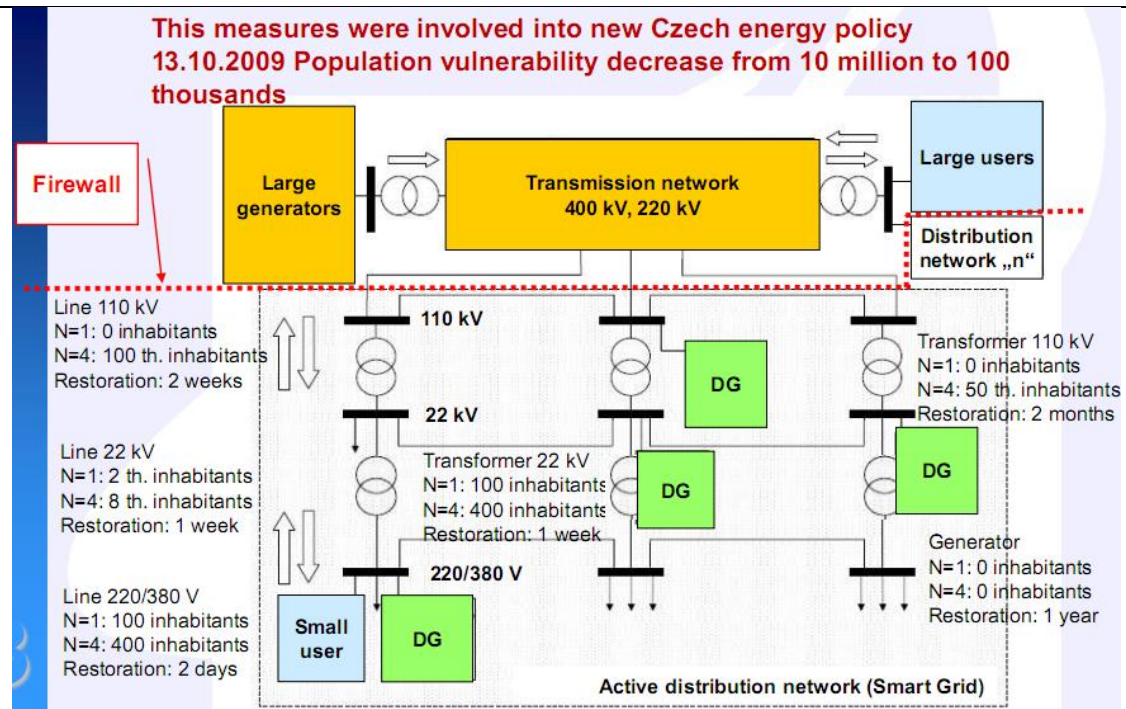 This measures were involved into new Czech energy policy
13.10.2009 Population vulnerability decrease from 10 million to 100
thousands
Firewall
Large
generators
Transmission network
400 kV, 220 kV
Large users
Distribution
network „n“
Line 110 kV
N=1: 0 inhabitants
N=4: 100 th. inhabitants
Restoration: 2 weeks
110 kV
DG
Transformer 110 kV
N=1: 0 inhabitants
N=4: 50 th. inhabitants
Restoration: 2 months
22 kV
Line 22 kV
N=1: 2 th. inhabitants
N=4: 8 th. inhabitants
Restoration: 1 week
Transformer 22 kV
N=1: 100 inhabitants
N=4: 400 inhabitants
Restoration: 1 week
DG
DG
220/380 V
Generator
N=1: 0 inhabitants
N=4: 0 inhabitants
Restoration: 1 year
Line 220/380 V
N=1: 100 inhabitants
N=4: 400 inhabitants
Restoration: 2 days
Small
user
DG
Active distribution network (Smart Grid)